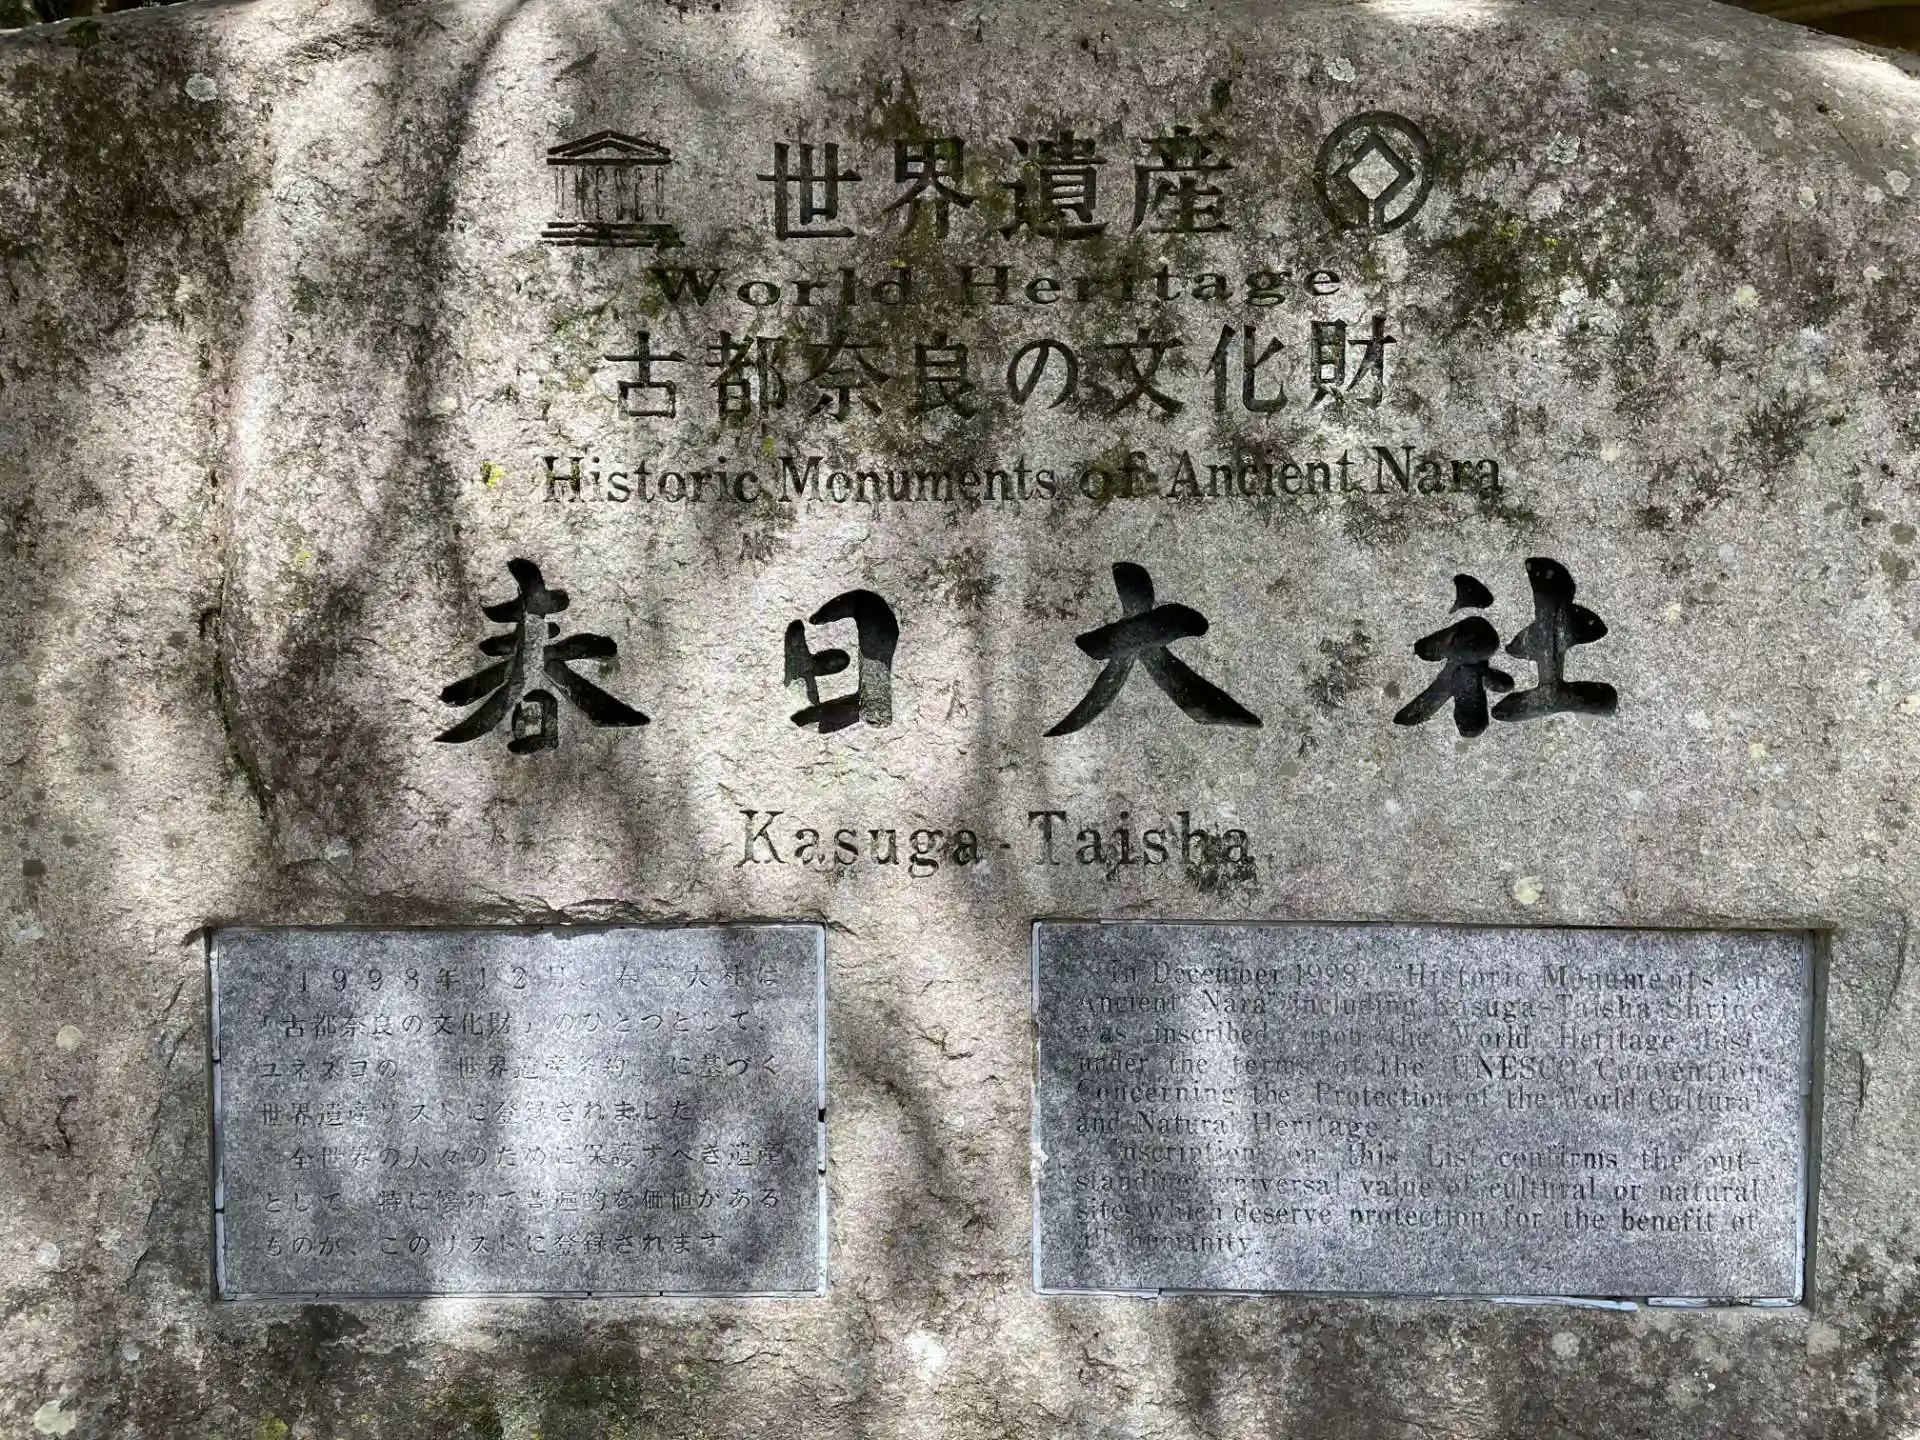 UNESCO
世界遺産
World Heritage
古都奈良の文化財
Historic Monuments of Ancient Nara
春日大社
Kasuga-Taisha
1998年12月、春日大社は
「古都奈良の文化財」のひとつとして、
ユネスコの「世界遺産条約」に基づく
世界遺産リストに登録されました。
全世界の人々のために保護すべき遺産
として、特に優れて普遍的な価値がある
ものが、このリストに登録されます。
In December 1998, "Historic Monuments of
Ancient Nara" including Kasuga-Taisha Shrine
was inscribed upon the World Heritage List
under the terms of the UNESCO Convention
Concerning the Protection of the World Cultural
and Natural Heritage.
Inscription on this List confirms the out-
standing universal value of cultural or natural
sites which deserve protection for the benefit of
all humanity.